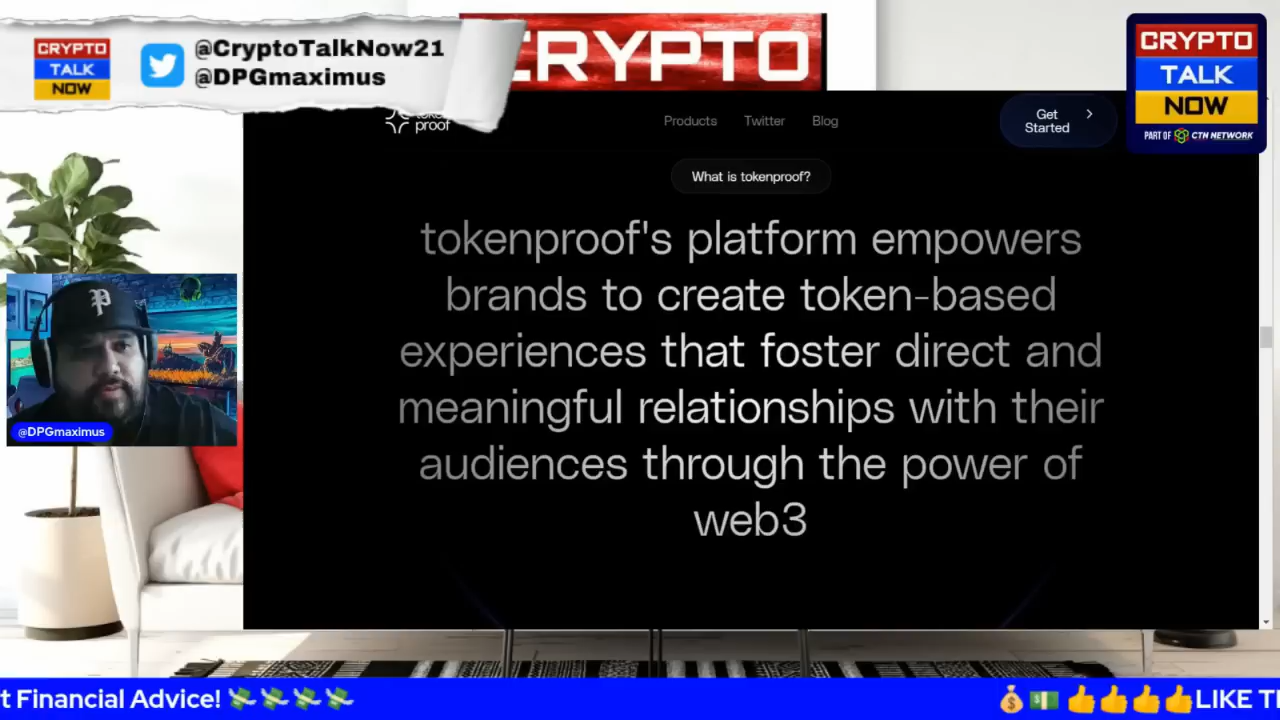 CRYPTO
TALK
NOW
@CryptoTalkNow21
@DPGmaximus
CRYPTO
CRYPTO
TALK
NOW
PART OF CTN NETWORK
proof
Products
Twitter
Blog
Get
Started
What is tokenproof?
tokenproof's platform empowers
brands to create token-based
experiences that foster direct and
meaningful relationships with their
audiences through the power of
web3
P
@DPGmaximus
Financial Advice!
LIKE